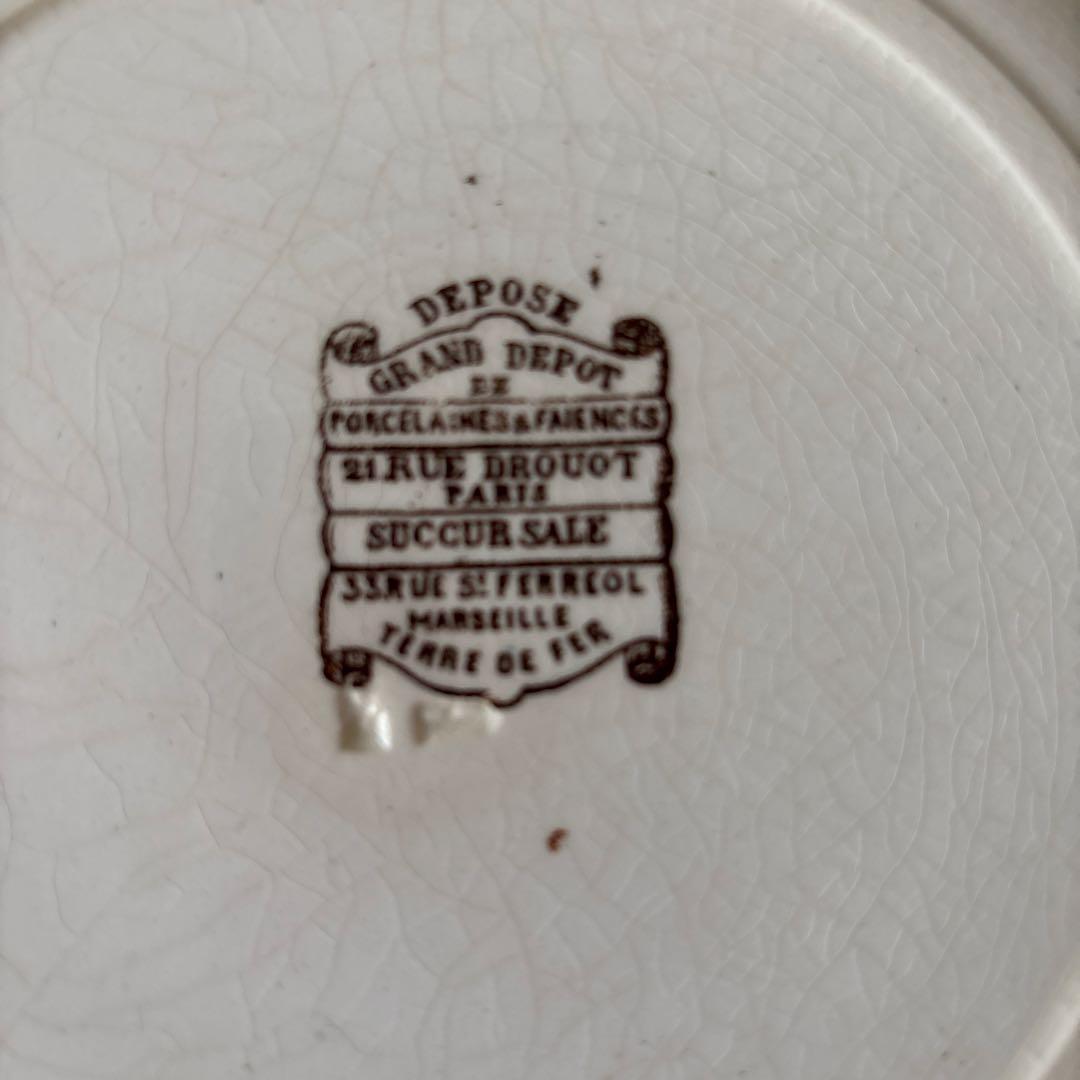 DEPOSE
GRAND DEPOT
DE
PORCELAINES & FAIENCES
21. RUE DROUOT
PARIS
SUCCURSALE
33. RUE ST FERREOL
MARSEILLE
TERRE DE FER